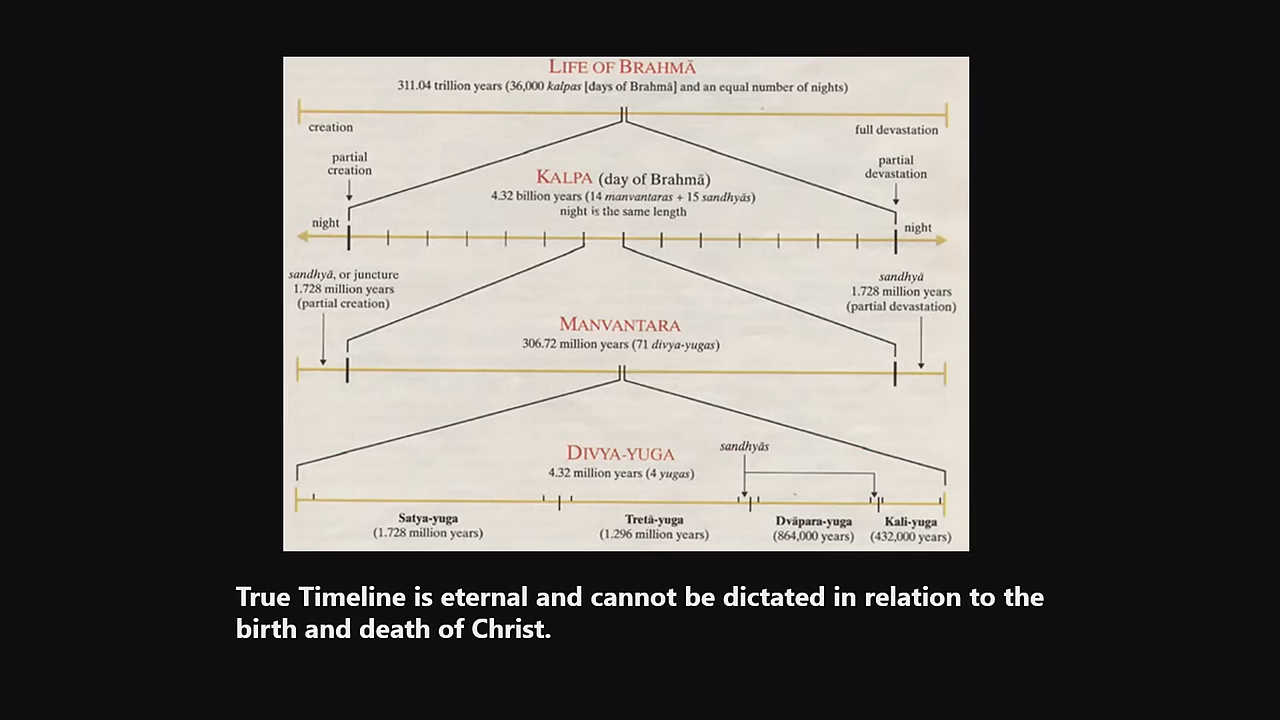 LIFE OF BRAHMĀ
311.04 trillion years (36,000 kalpas [days of Brahmā] and an equal number of nights)
creation
full devastation
partial
creation
partial
devastation
KALPA (day of Brahmā)
4.32 billion years (14 manvantaras + 15 sandhyās)
night is the same length
night
night
sandhyā, or juncture
1.728 million years
(partial creation)
sandhyā
1.728 million years
(partial devastation)
MANVANTARA
306.72 million years (71 divya-yugas)
DIVYA-YUGA
4.32 million years (4 yugas)
sandhyās
Satya-yuga
(1.728 million years)
Tretā-yuga
(1.296 million years)
Dvāpara-yuga
(864,000 years)
Kali-yuga
(432,000 years)
True Timeline is eternal and cannot be dictated in relation to the
birth and death of Christ.